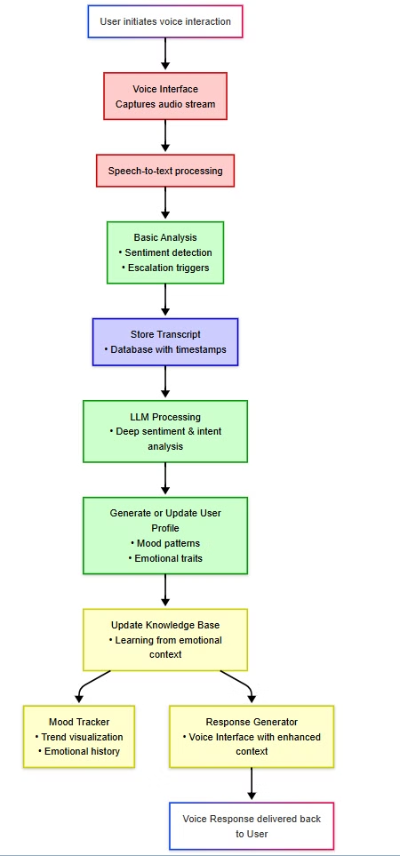 User initiates voice interaction
Voice Interface
Captures audio stream
Speech-to-text processing
Basic Analysis
• Sentiment detection
• Escalation triggers
Store Transcript
• Database with timestamps
LLM Processing
• Deep sentiment & intent
analysis
Generate or Update User
Profile
• Mood patterns
• Emotional traits
Update Knowledge Base
• Learning from emotional
context
Mood Tracker
• Trend visualization
• Emotional history
Response Generator
• Voice Interface with enhanced
context
Voice Response delivered back
to User